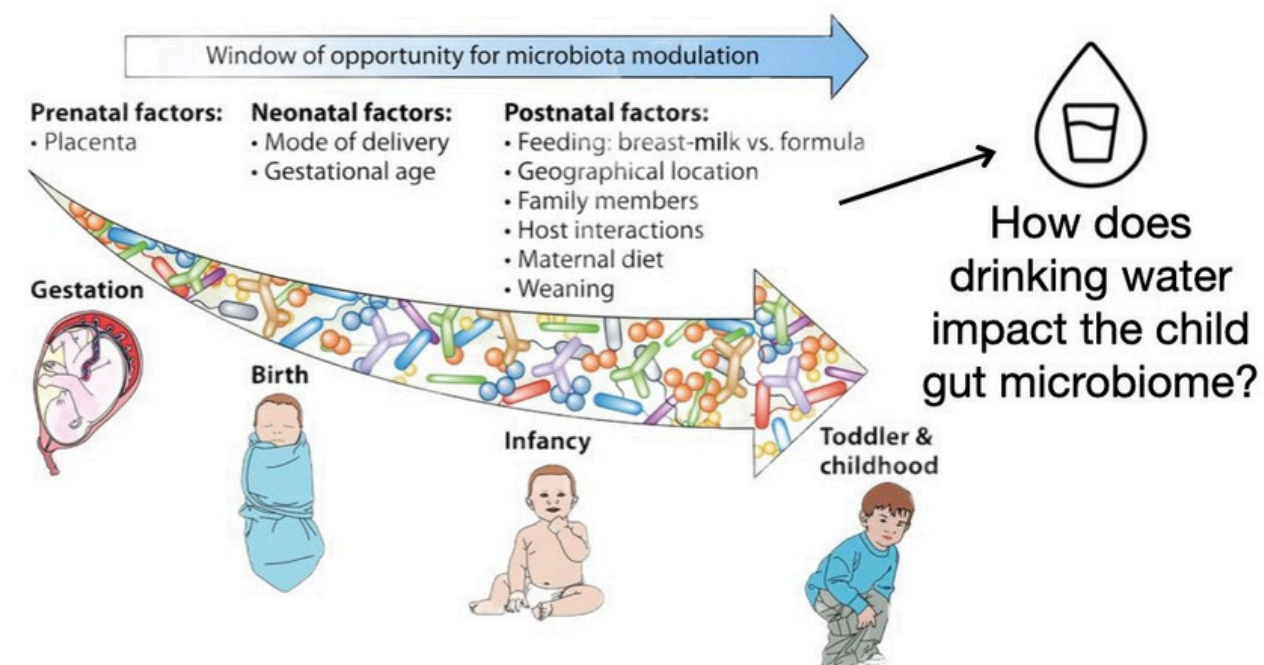 Window of opportunity for microbiota modulation
Prenatal factors:
• Placenta
Neonatal factors:
• Mode of delivery
• Gestational age
Postnatal factors:
• Feeding: breast-milk vs. formula
• Geographical location
• Family members
• Host interactions
• Maternal diet
• Weaning
Gestation
Birth
Infancy
Toddler &
childhood
How does
drinking water
impact the child
gut microbiome?